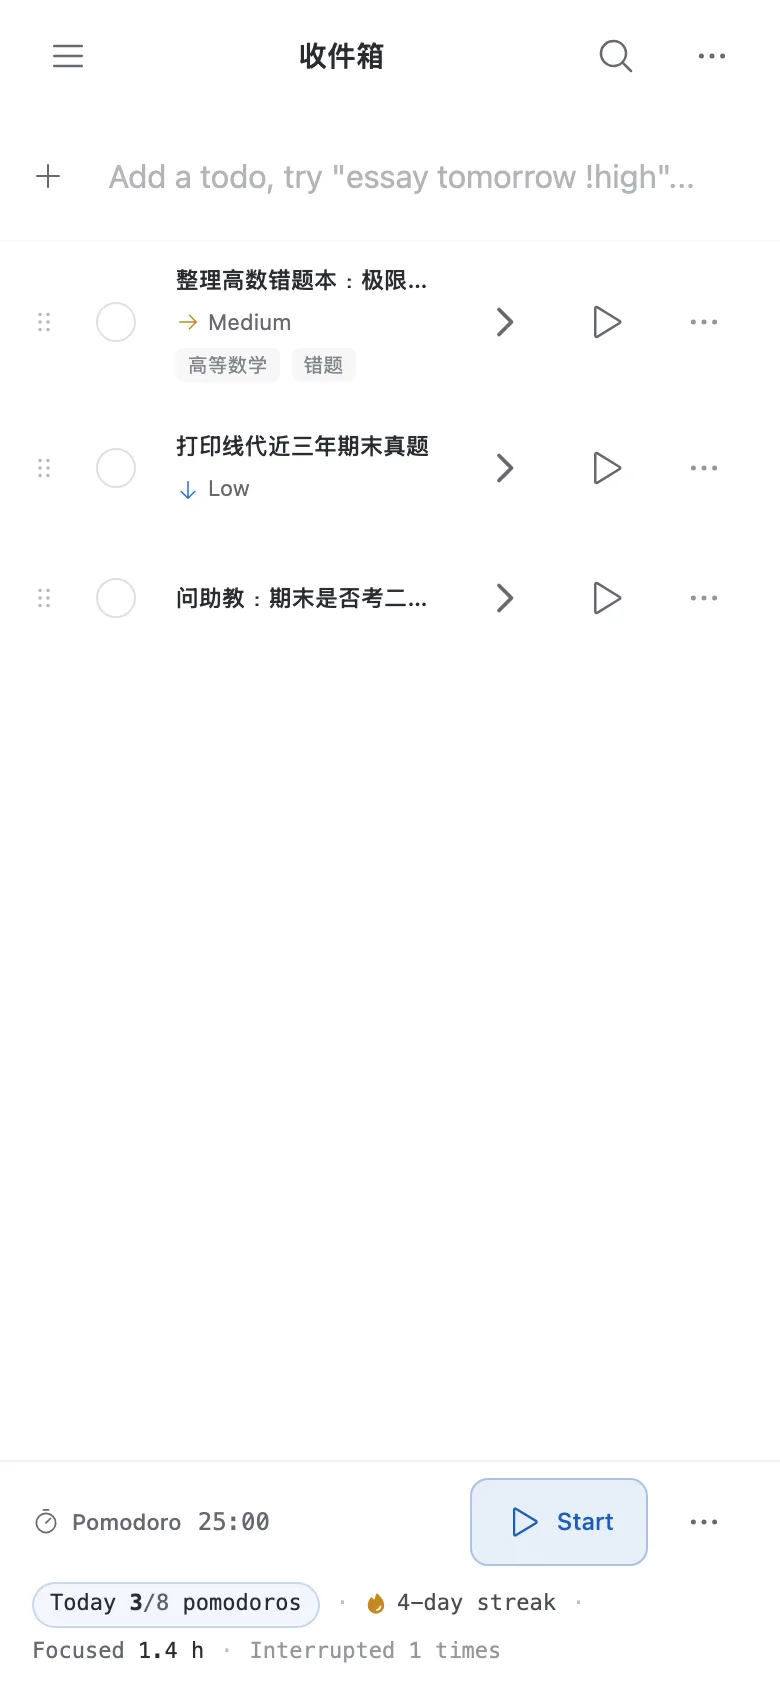 收件箱
Add a todo, try "essay tomorrow !high"...
整理高数错题本：极限...
Medium
高等数学 错题
打印线代近三年期末真题
Low
问助教：期末是否考二...
Pomodoro 25:00 Start
Today 3/8 pomodoros · 4-day streak ·
Focused 1.4 h · Interrupted 1 times